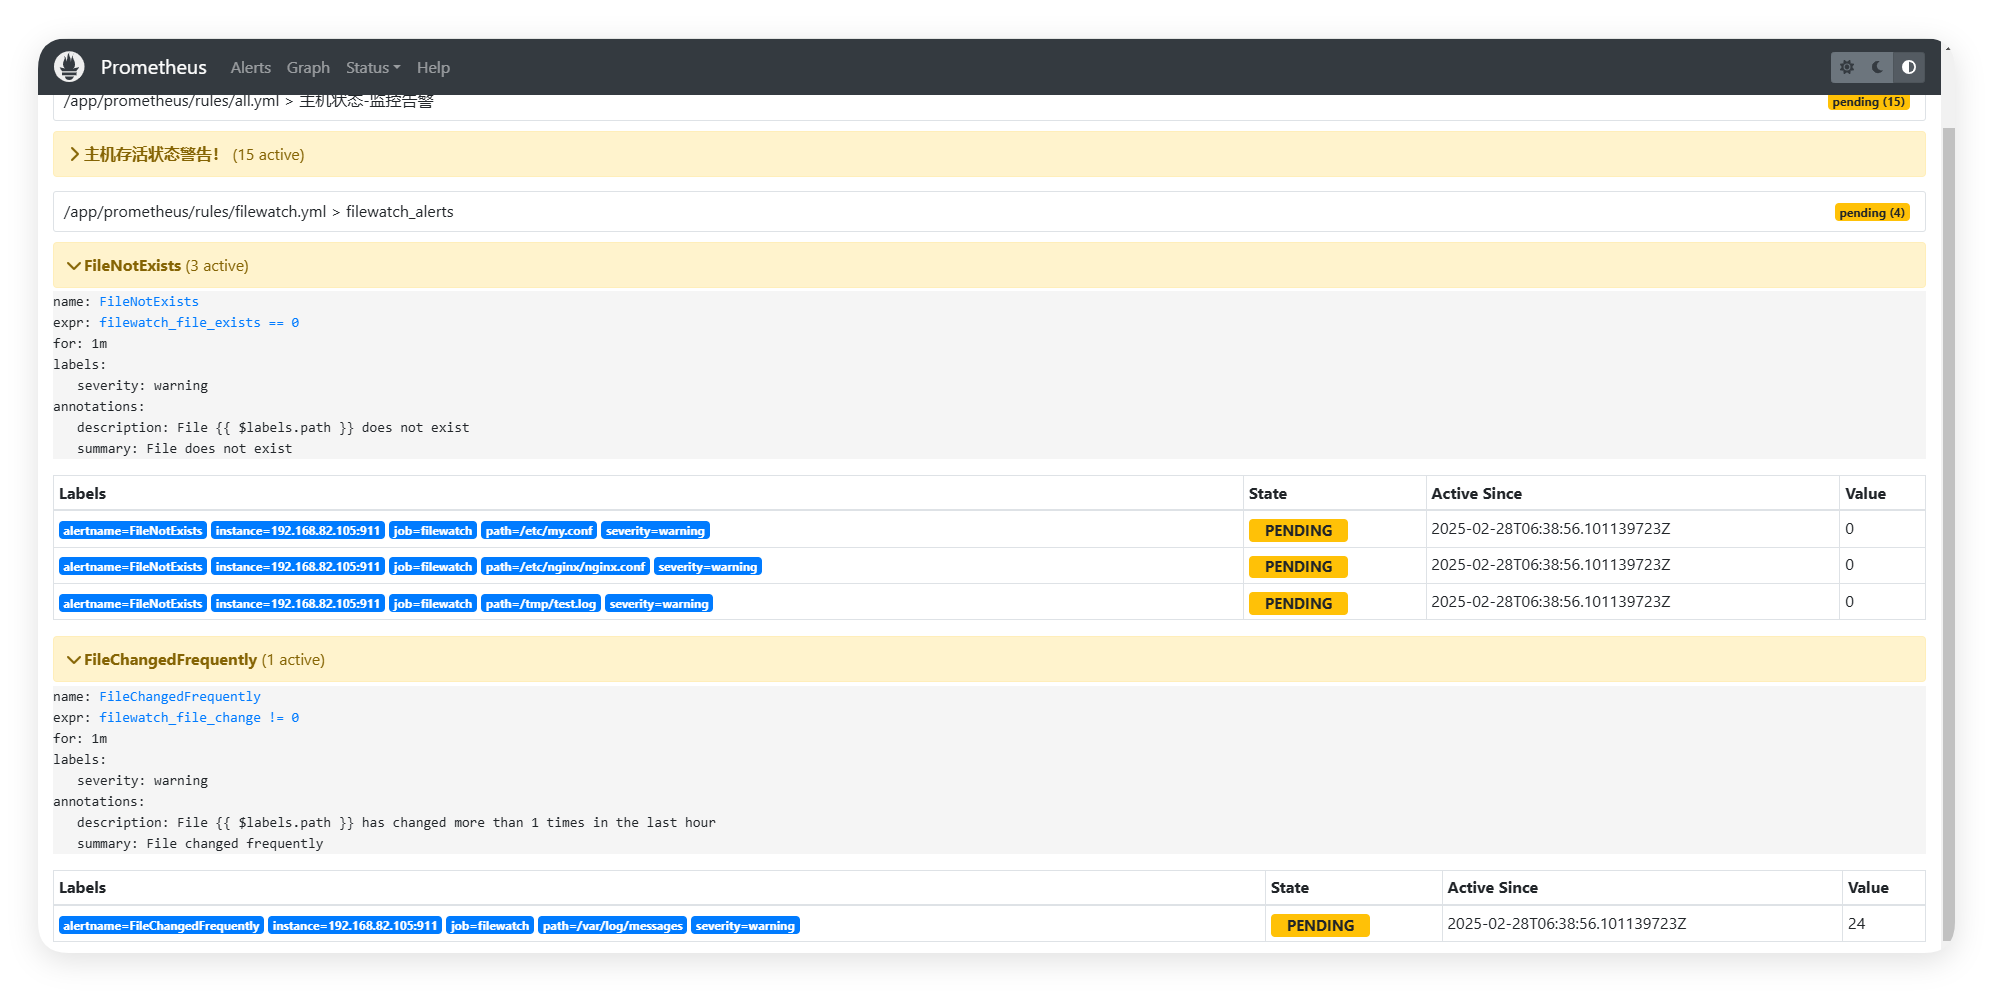 Prometheus Alerts Graph Status Help
/app/prometheus/rules/all.yml > 主机状态-监控告警 pending (15)
主机存活状态警告! (15 active)
/app/prometheus/rules/filewatch.yml > filewatch_alerts pending (4)
FileNotExists (3 active)
name: FileNotExists
expr: filewatch_file_exists == 0
for: 1m
labels:
severity: warning
annotations:
description: File {{ $labels.path }} does not exist
summary: File does not exist
Labels State Active Since Value
alertname=FileNotExists instance=192.168.82.105:911 job=filewatch path=/etc/my.conf severity=warning PENDING 2025-02-28T06:38:56.101139723Z 0
alertname=FileNotExists instance=192.168.82.105:911 job=filewatch path=/etc/nginx/nginx.conf severity=warning PENDING 2025-02-28T06:38:56.101139723Z 0
alertname=FileNotExists instance=192.168.82.105:911 job=filewatch path=/tmp/test.log severity=warning PENDING 2025-02-28T06:38:56.101139723Z 0
FileChangedFrequently (1 active)
name: FileChangedFrequently
expr: filewatch_file_change != 0
for: 1m
labels:
severity: warning
annotations:
description: File {{ $labels.path }} has changed more than 1 times in the last hour
summary: File changed frequently
Labels State Active Since Value
alertname=FileChangedFrequently instance=192.168.82.105:911 job=filewatch path=/var/log/messages severity=warning PENDING 2025-02-28T06:38:56.101139723Z 24